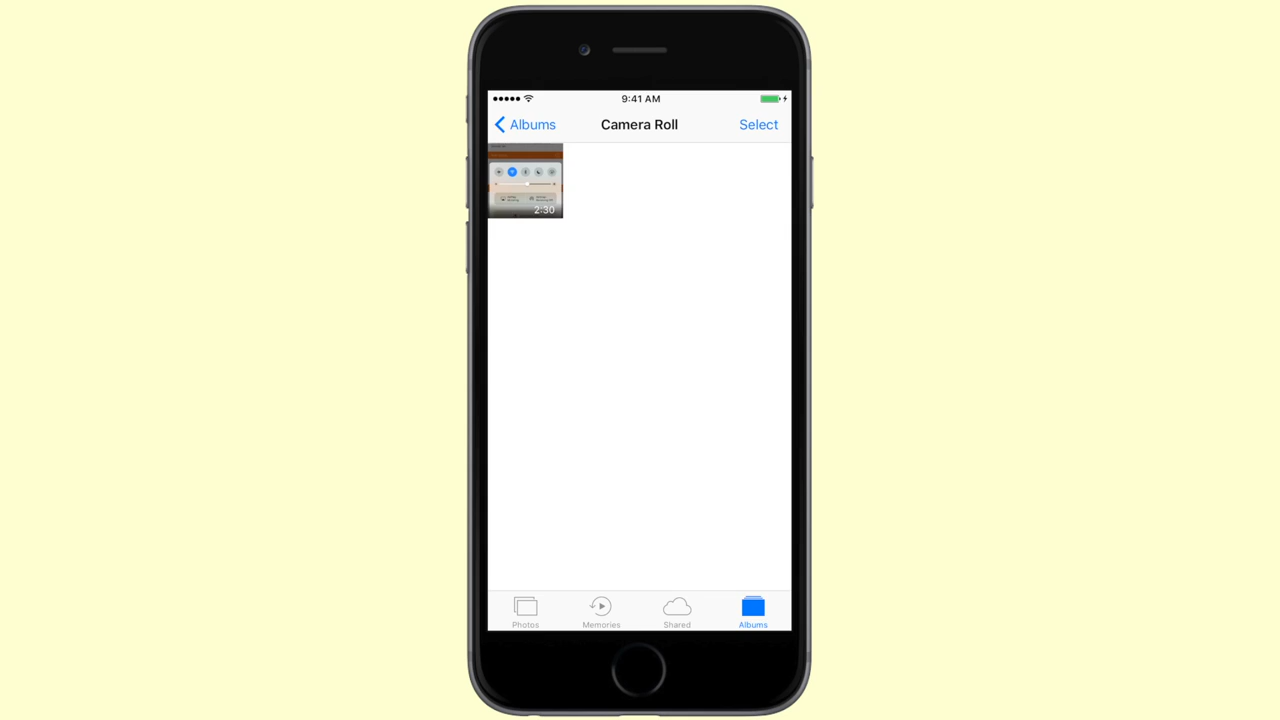 9:41 AM
Albums
Camera Roll
Select
2:30
Photos
Memories
Shared
Albums